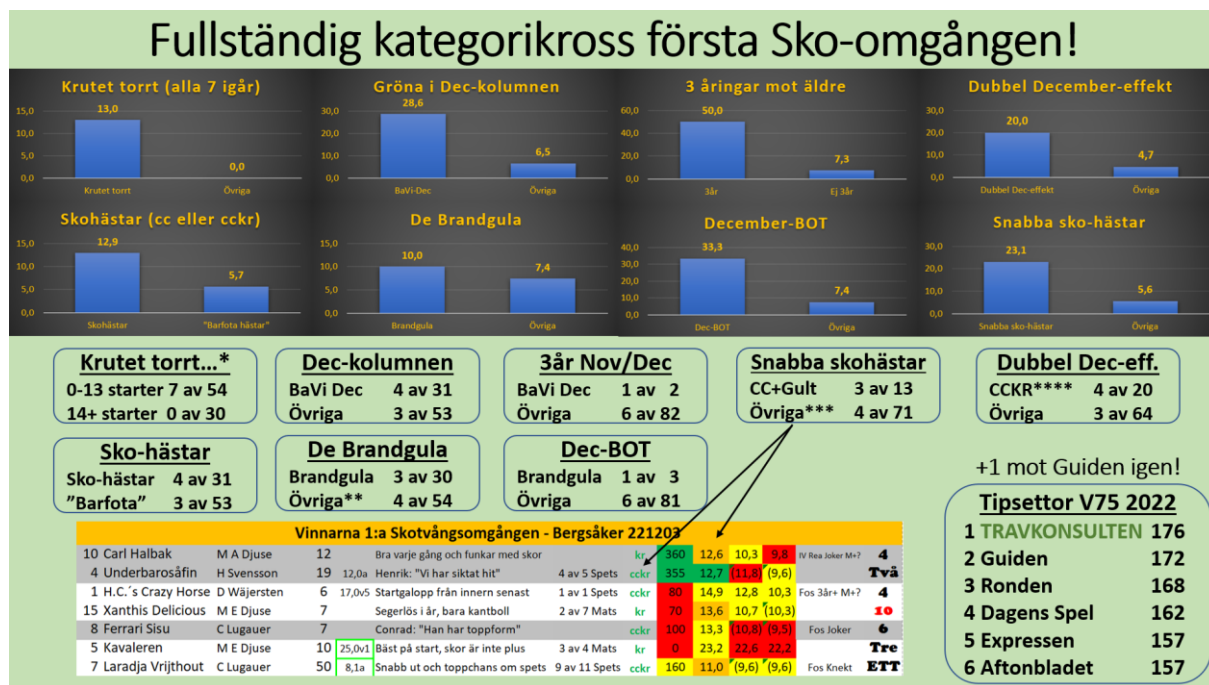 Fullständig kategorikross första Sko-omgången!
Krutet torrt (alla 7 igår)
15,0
10,0
5,0
0,0
13,0
0,0
Krutet torrt
Övriga
Gröna i Dec-kolumnen
30,0
20,0
10,0
0,0
28,6
6,5
BaVi-Dec
Övriga
3 åringar mot äldre
60,0
40,0
20,0
0,0
50,0
7,3
3år
Ej 3år
Dubbel December-effekt
30,0
20,0
10,0
0,0
20,0
4,7
Dubbel Dec-effekt
Övriga
Skohästar (cc eller cckr)
15,0
10,0
5,0
0,0
12,9
5,7
Skohästar
"Barfota hästar"
De Brandgula
15,0
10,0
5,0
0,0
10,0
7,4
Brandgula
Övriga
December-BOT
40,0
30,0
20,0
10,0
0,0
33,3
7,4
Dec-BOT
Övriga
Snabba sko-hästar
30,0
20,0
10,0
0,0
23,1
5,6
Snabba sko-hästar
Övriga
Krutet torrt...*
0-13 starter 7 av 54
14+ starter 0 av 30
Dec-kolumnen
BaVi Dec 4 av 31
Övriga 3 av 53
3år Nov/Dec
BaVi Dec 1 av 2
Övriga 6 av 82
Snabba skohästar
CC+Gult 3 av 13
Övriga*** 4 av 71
Dubbel Dec-eff.
CCKR**** 4 av 20
Övriga 3 av 64
Sko-hästar
Sko-hästar 4 av 31
"Barfota" 3 av 53
De Brandgula
Brandgula 3 av 30
Övriga** 4 av 54
Dec-BOT
Brandgula 1 av 3
Övriga 6 av 81
+1 mot Guiden igen!
Tipsettor V75 2022
1 TRAVKONSULTEN 176
2 Guiden 172
3 Ronden 168
4 Dagens Spel 162
5 Expressen 157
6 Aftonbladet 157
Vinnarna 1:a Skotvångsomgången - Bergsåker 221203
10 Carl Halbak M A Djuse 12 Bra varje gång och funkar med skor kr 360 12,6 10,3 9,8 IV Rea Joker M+? 4
4 Underbarosåfin H Svensson 19 12,0a Henrik: "Vi har siktat hit" 4 av 5 Spets cckr 355 12,7 (11,8) (9,6) Två
1 H.C.´s Crazy Horse D Wäjersten 6 17,0v5 Startgalopp från innern senast 1 av 1 Spets cckr 80 14,9 12,8 10,3 Fos 3år+ M+? 4
15 Xanthis Delicious M E Djuse 7 Segerlös i år, bara kantboll 2 av 7 Mats kr 70 13,6 10,7 (10,3) 10
8 Ferrari Sisu C Lugauer 7 Conrad: "Han har toppform" cckr 100 13,3 (10,8) (9,5) Fos Joker 6
5 Kavaleren M E Djuse 10 25,0v1 Bäst på start, skor är inte plus 3 av 4 Mats kr 0 23,2 22,6 22,2 Tre
7 Laradja Vrijthout C Lugauer 50 8,1a Snabb ut och toppchans om spets 9 av 11 Spets cckr 160 11,0 (9,6) (9,6) Fos Knekt ETT